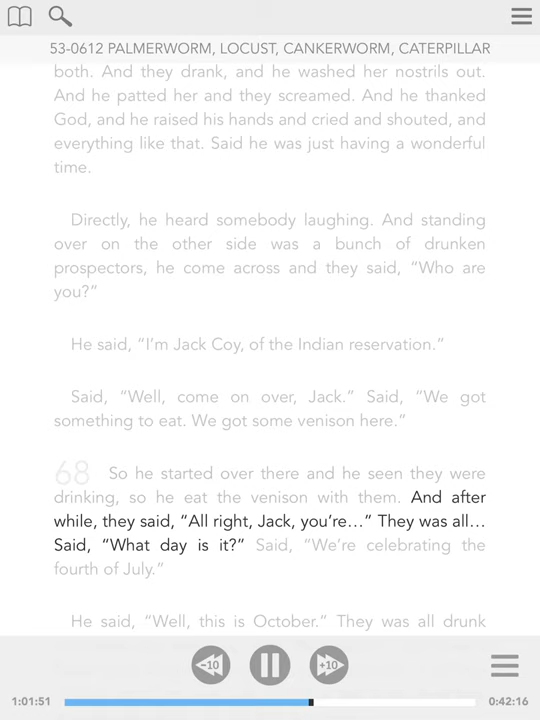 53-0612 PALMERWORM, LOCUST, CANKERWORM, CATERPILLAR
both. And they drank, and he washed her nostrils out.
And he patted her and they screamed. And he thanked
God, and he raised his hands and cried and shouted, and
everything like that. Said he was just having a wonderful
time.
Directly, he heard somebody laughing. And standing
over on the other side was a bunch of drunken
prospectors, he come across and they said, “Who are
you?”
He said, “I’m Jack Coy, of the Indian reservation.”
Said, “Well, come on over, Jack.” Said, “We got
something to eat. We got some venison here.”
68 So he started over there and he seen they were
drinking, so he eat the venison with them. And after
while, they said, “All right, Jack, you’re…” They was all…
Said, “What day is it?” Said, “We’re celebrating the
fourth of July.”
He said, “Well, this is October.” They was all drunk
-10 +10
1:01:51 0:42:16